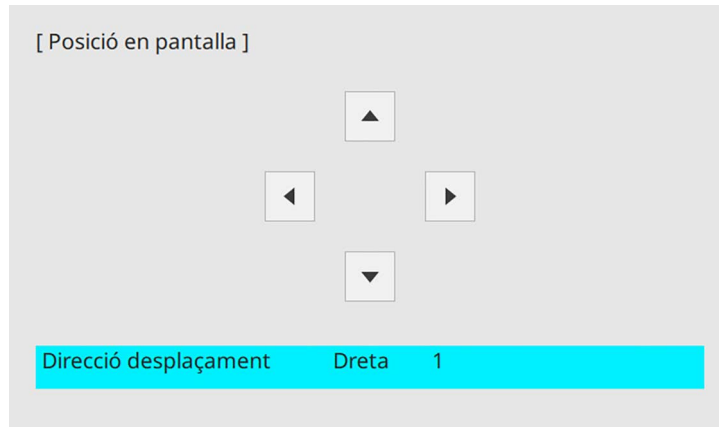 [ Posició en pantalla ]
Direcció desplaçament Dreta 1